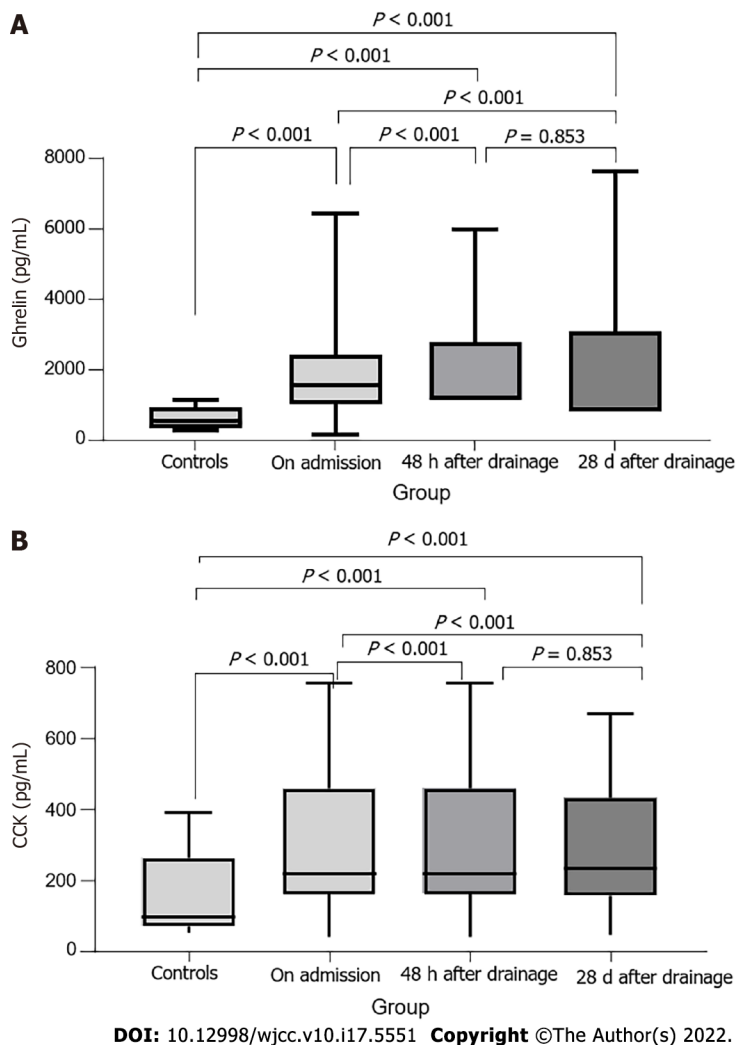 A
P < 0.001
P < 0.001
P < 0.001
P < 0.001 P < 0.001 P = 0.853
8000
6000
4000
2000
0
Ghrelin (pg/mL)
Controls On admission 48 h after drainage 28 d after drainage
Group
B
P < 0.001
P < 0.001
P < 0.001
P < 0.001 P < 0.001 P = 0.853
800
600
400
200
0
CCK (pg/mL)
Controls On admission 48 h after drainage 28 d after drainage
Group
DOI: 10.12998/wjcc.v10.i17.5551 Copyright ©The Author(s) 2022.